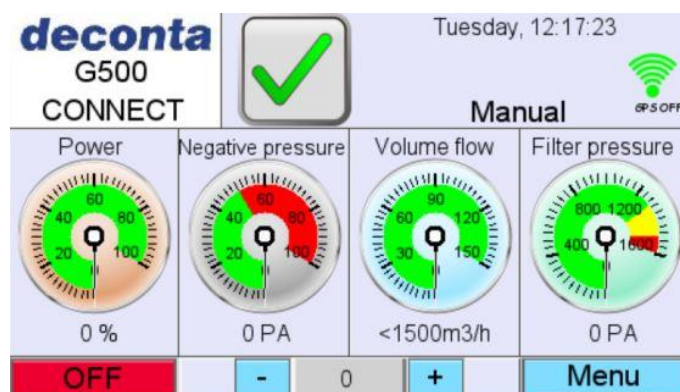 deconta
G500
CONNECT
Tuesday, 12:17:23
GPS OFF
Manual
Power
20 40 60 80 100
0 %
Negative pressure
20 40 60 80 100
0 PA
Volume flow
30 60 90 120 150
<1500m3/h
Filter pressure
400 800 1200 1600
0 PA
OFF
-
0
+
Menu